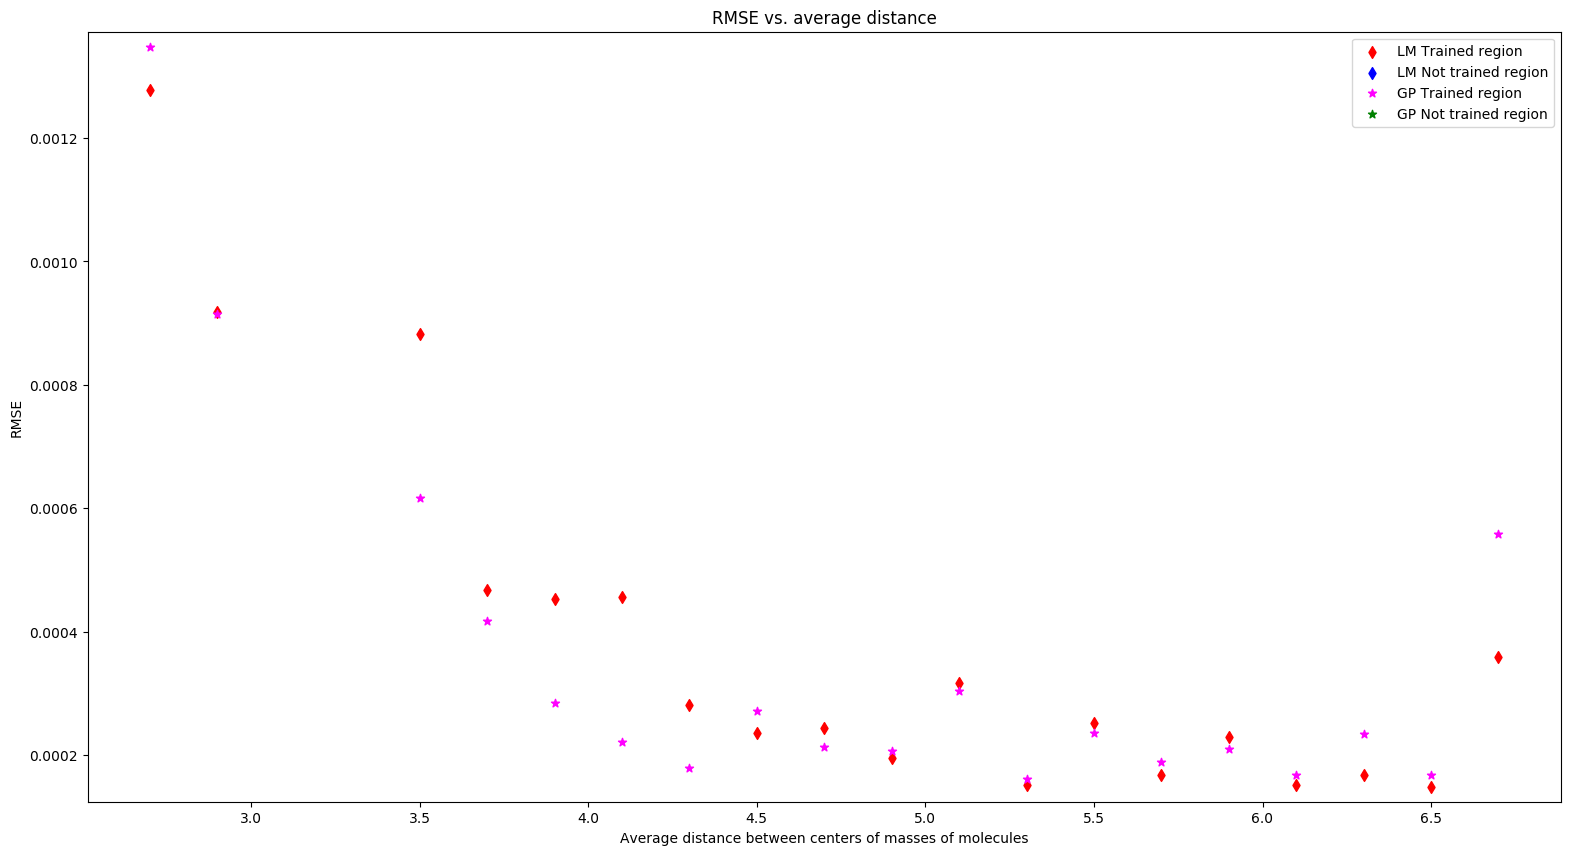 RMSE vs. average distance
LM Trained region
LM Not trained region
GP Trained region
GP Not trained region
0.0012
0.0010
0.0008
0.0006
0.0004
0.0002
RMSE
3.0 3.5 4.0 4.5 5.0 5.5 6.0 6.5
Average distance between centers of masses of molecules